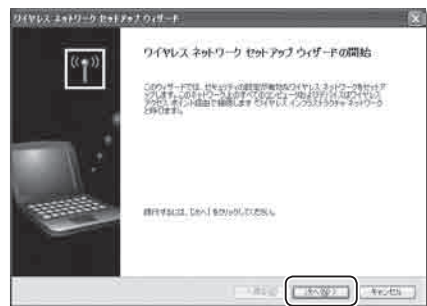 ワイヤレス ネットワーク セットアップ ウィザード
ワイヤレス ネットワーク セットアップ ウィザードの開始
このウィザードでは、セキュリティの設定が有効なワイヤレス ネットワークをセットア
ップします。このネットワーク上のすべてのコンピュータおよびデバイスはワイヤレス
アクセス ポイント経由で接続します (ワイヤレス インフラストラクチャ ネットワーク
と呼びます)。
続行するには、[次へ] をクリックしてください。
次へ(N) >
キャンセル